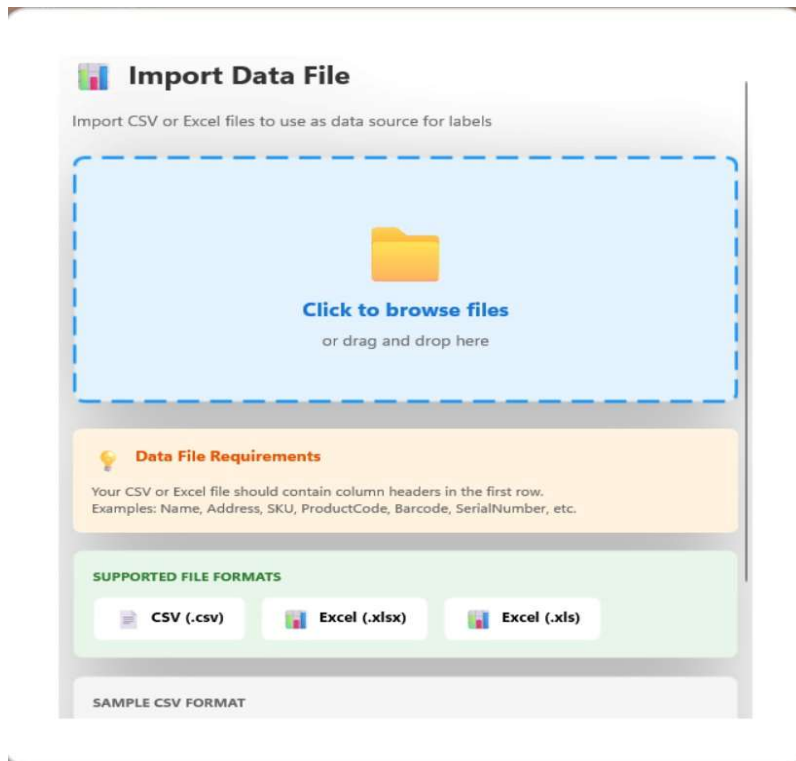 Import Data File
Import CSV or Excel files to use as data source for labels
Click to browse files
or drag and drop here
Data File Requirements
Your CSV or Excel file should contain column headers in the first row.
Examples: Name, Address, SKU, ProductCode, Barcode, SerialNumber, etc.
SUPPORTED FILE FORMATS
CSV (.csv) Excel (.xlsx) Excel (.xls)
SAMPLE CSV FORMAT